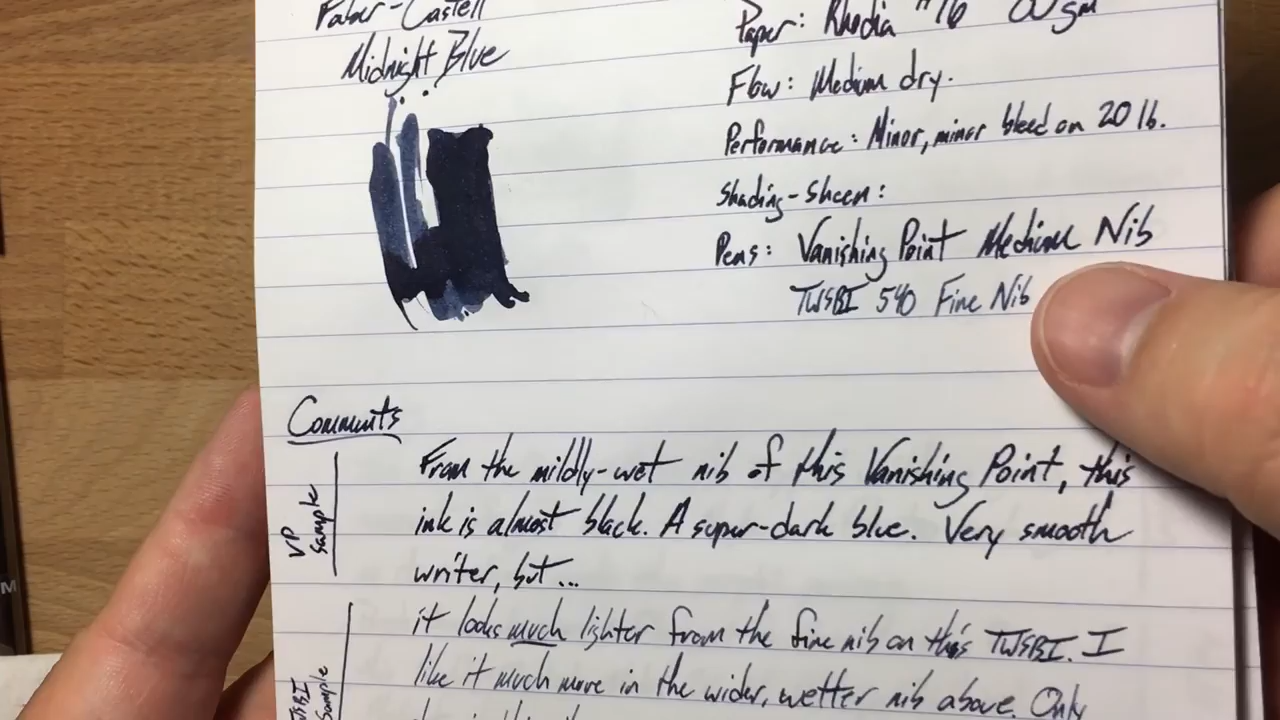 Faber-Castell
Midnight Blue
Paper: Rhodia #16
Flow: Medium dry.
Performance: Minor, minor bleed on 20 lb.
Shading-Sheen:
Pens: Vanishing Point Medium Nib
TWSBI 540 Fine Nib
Comments
VP Sample
From the mildly-wet nib of this Vanishing Point, this
ink is almost black. A super-dark blue. Very smooth
writer, but...
TWSBI Sample
it looks much lighter from the fine nib on this TWSBI. I
like it much more in the wider, wetter nib above. Only